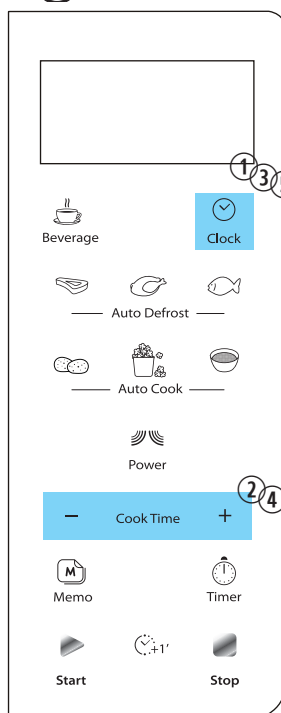 ① ③
Beverage
Clock
Auto Defrost
Auto Cook
Power
② ④
− Cook Time +
M
Memo
Timer
+1'
Start
Stop